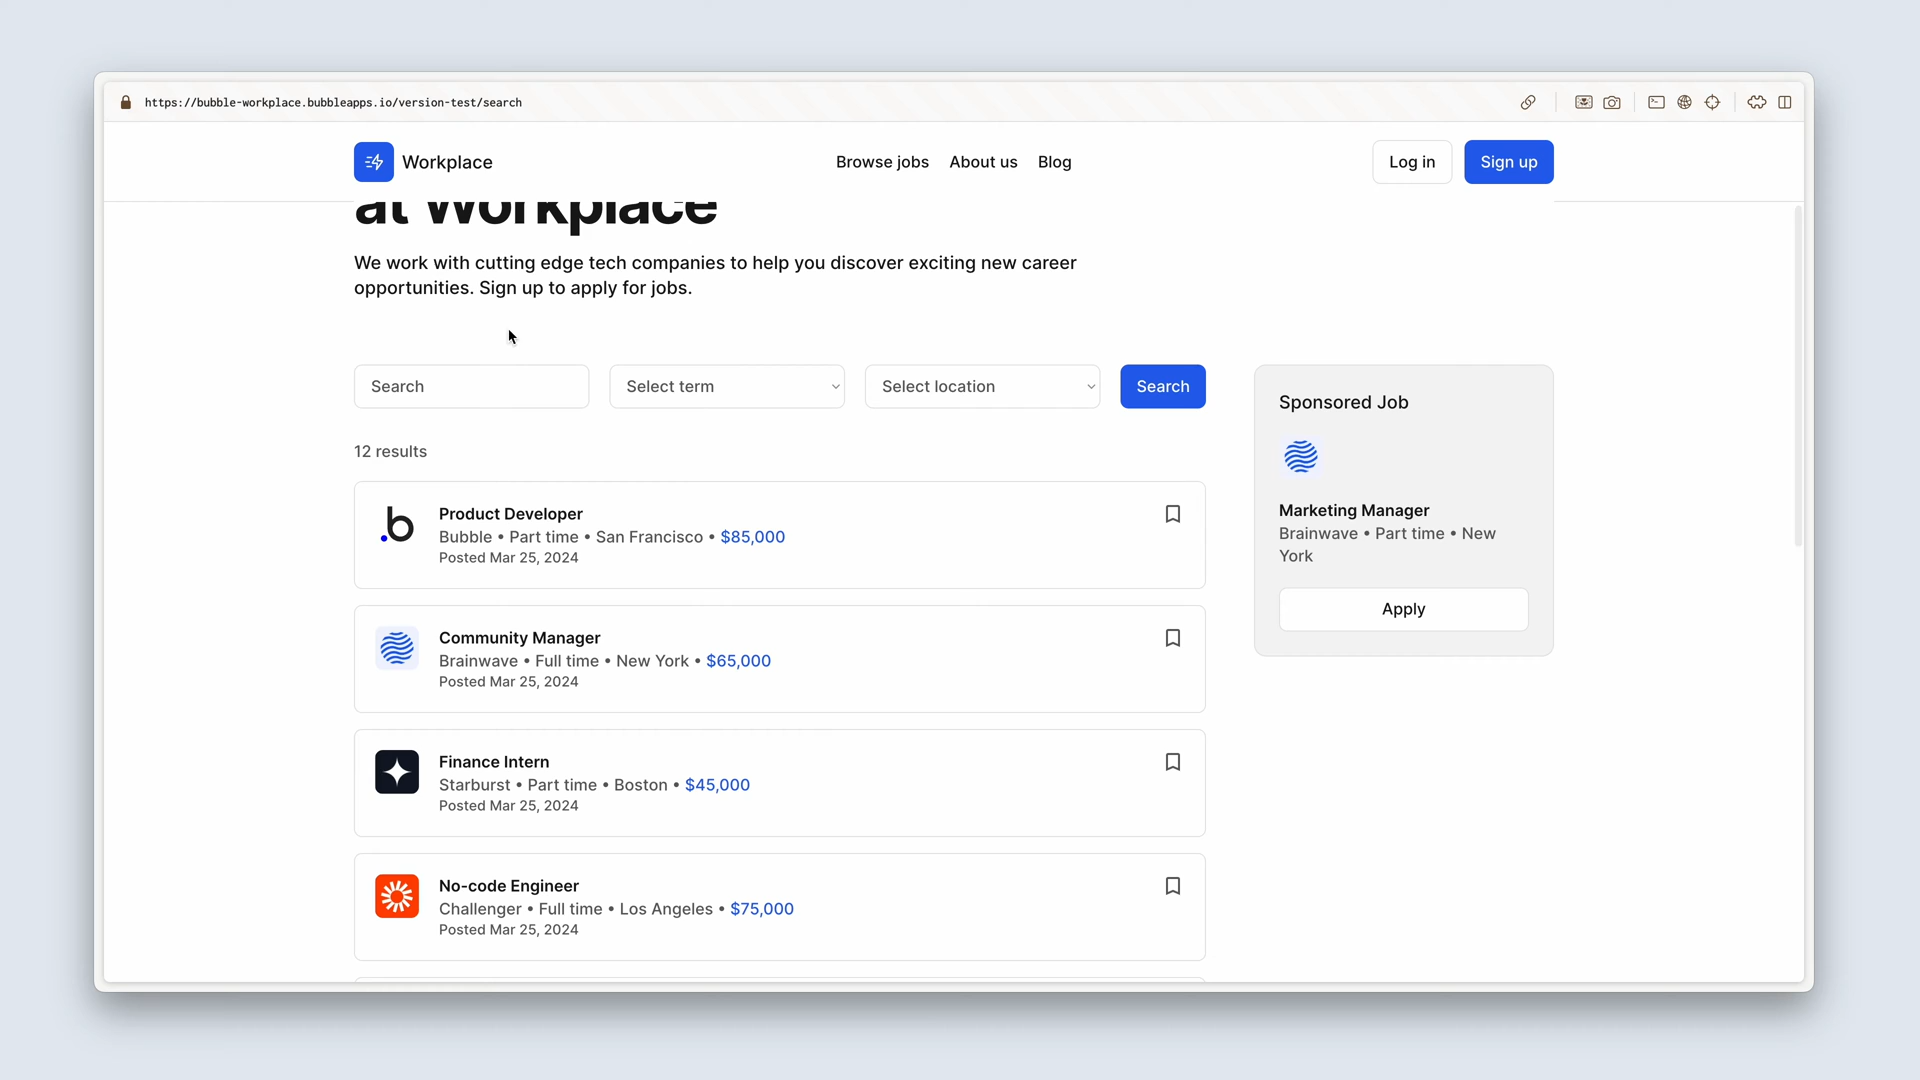 https://bubble-workplace.bubbleapps.io/version-test/search
Workplace
Browse jobs
About us
Blog
Log in
Sign up
at Workplace
We work with cutting edge tech companies to help you discover exciting new career
opportunities. Sign up to apply for jobs.
Search
Select term
Select location
Search
12 results
Product Developer
Bubble • Part time • San Francisco • $85,000
Posted Mar 25, 2024
Community Manager
Brainwave • Full time • New York • $65,000
Posted Mar 25, 2024
Finance Intern
Starburst • Part time • Boston • $45,000
Posted Mar 25, 2024
No-code Engineer
Challenger • Full time • Los Angeles • $75,000
Posted Mar 25, 2024
Sponsored Job
Marketing Manager
Brainwave • Part time • New
York
Apply